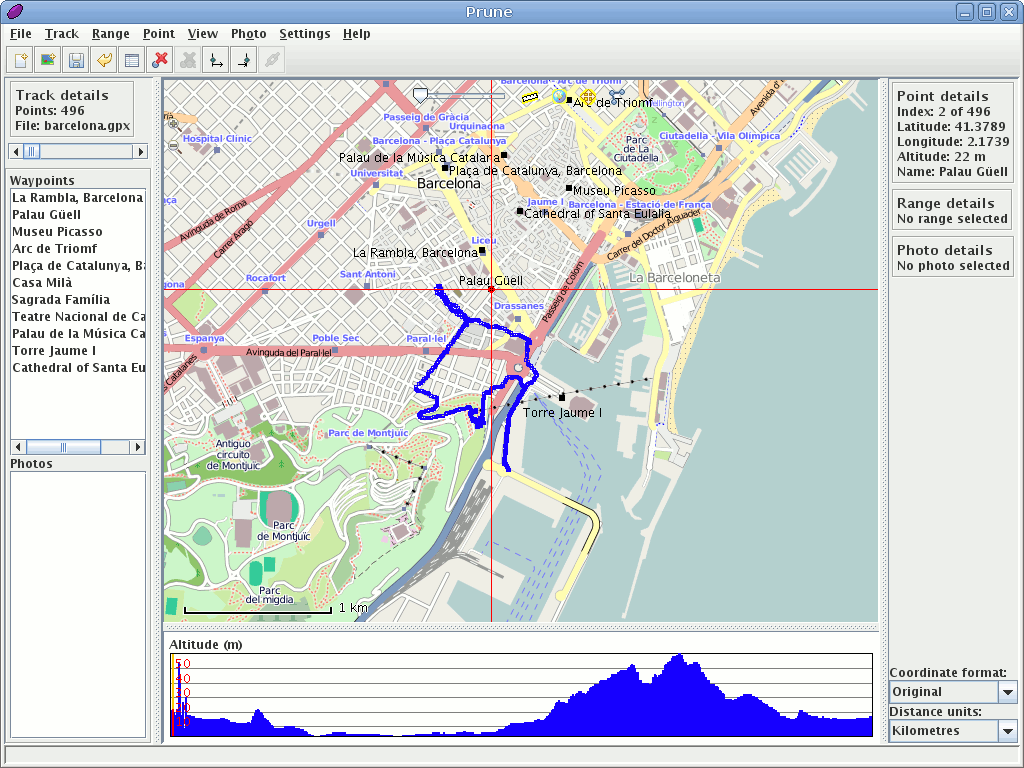 Prune
File Track Range Point View Photo Settings Help
Track details
Points: 496
File: barcelona.gpx
Waypoints
La Rambla, Barcelona
Palau Güell
Museu Picasso
Arc de Triomf
Plaça de Catalunya, Ba
Casa Milà
Sagrada Família
Teatre Nacional de Ca
Palau de la Música Ca
Torre Jaume I
Cathedral of Santa Eu
Photos
Barcelona - Arc de Triomf
Arc de Triomf
Avenida d'
Passeig de Gràcia
Urquinaona
Hospital Clínic
Barcelona - Plaça Catalunya
Parc
de La
Ciutadella
Ciutadella - Vila Olímpica
Palau de la Música Catalana
Plaça de Catalunya, Barcelona
Universitat
Barcelona
Museu Picasso
Jaume I
Barcelona - Estació de França
Cathedral of Santa Eulalia
Avinguda de Roma
Carrer Aragó
Urgell
Carrer del Doctor Aiguader
Liceu
La Rambla, Barcelona
Rocafort
Sant Antoni
Palau Güell
La Barceloneta
Passeig de Colom
Drassanes
Espanya
Poble Sec
Paral·lel
Avinguda del Paral·lel
Catalanes
Torre Jaume I
Parc de Montjuïc
Antiguo
circuito
de Montjuïc
Parc
de Montjuïc
Parc
del migdia
1 km
Altitude (m)
50
40
Point details
Index: 2 of 496
Latitude: 41.3789
Longitude: 2.1739
Altitude: 22 m
Name: Palau Güell
Range details
No range selected
Photo details
No photo selected
Coordinate format:
Original
Distance units:
Kilometres